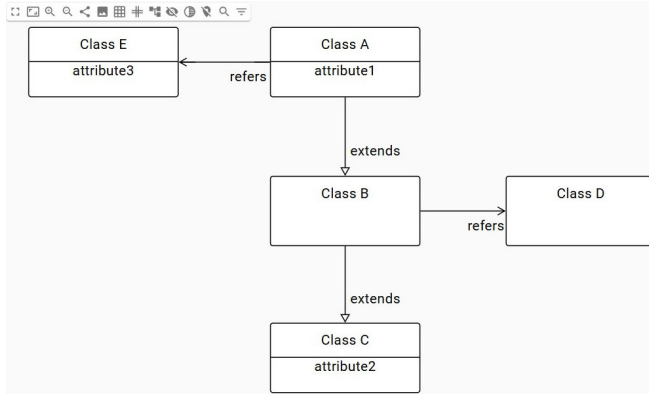 Class E
attribute3
refers
Class A
attribute1
extends
Class B
refers
Class D
extends
Class C
attribute2